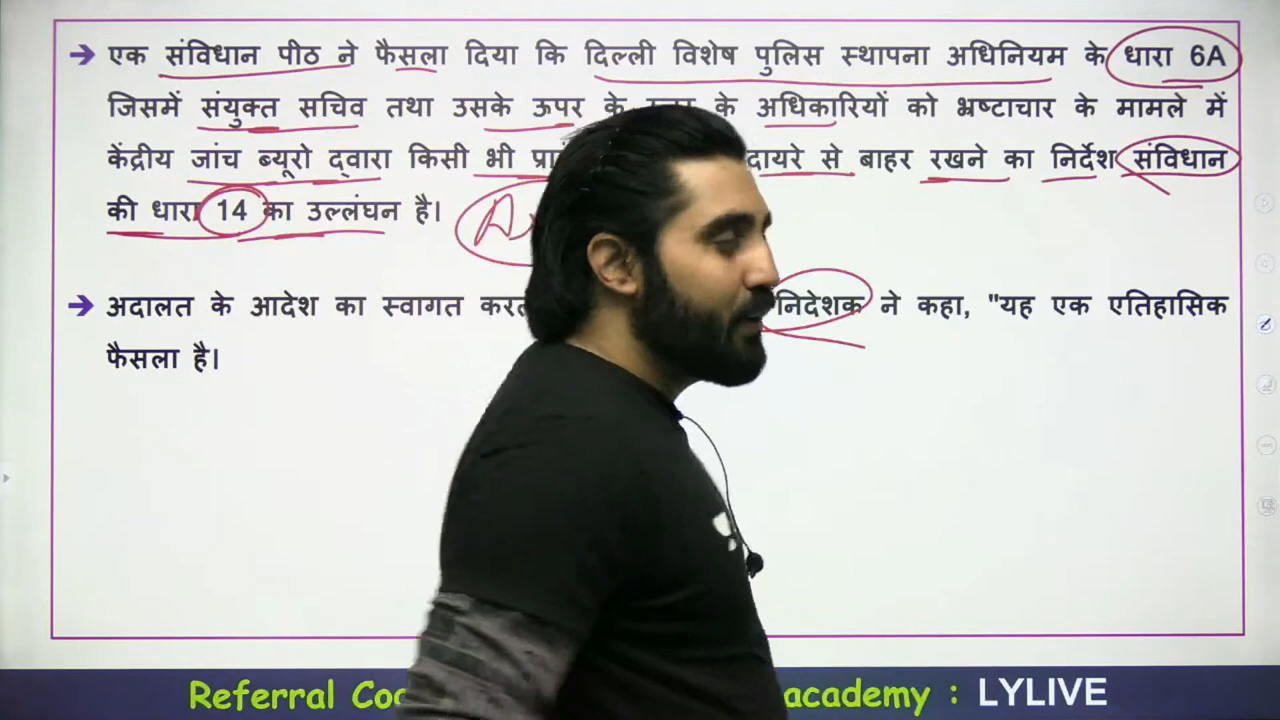 एक संविधान पीठ ने फैसला दिया कि दिल्ली विशेष पुलिस स्थापना अधिनियम के धारा 6A
जिसमें संयुक्त सचिव तथा उसके ऊपर के के अधिकारियों को भ्रष्टाचार के मामले में
केंद्रीय जांच ब्यूरो द्वारा किसी भी दायरे से बाहर रखने का निर्देश संविधान
की धारा 14 का उल्लंघन है।
अदालत के आदेश का स्वागत निदेशक ने कहा, "यह एक एतिहासिक
फैसला है।
Referral academy : LYLIVE